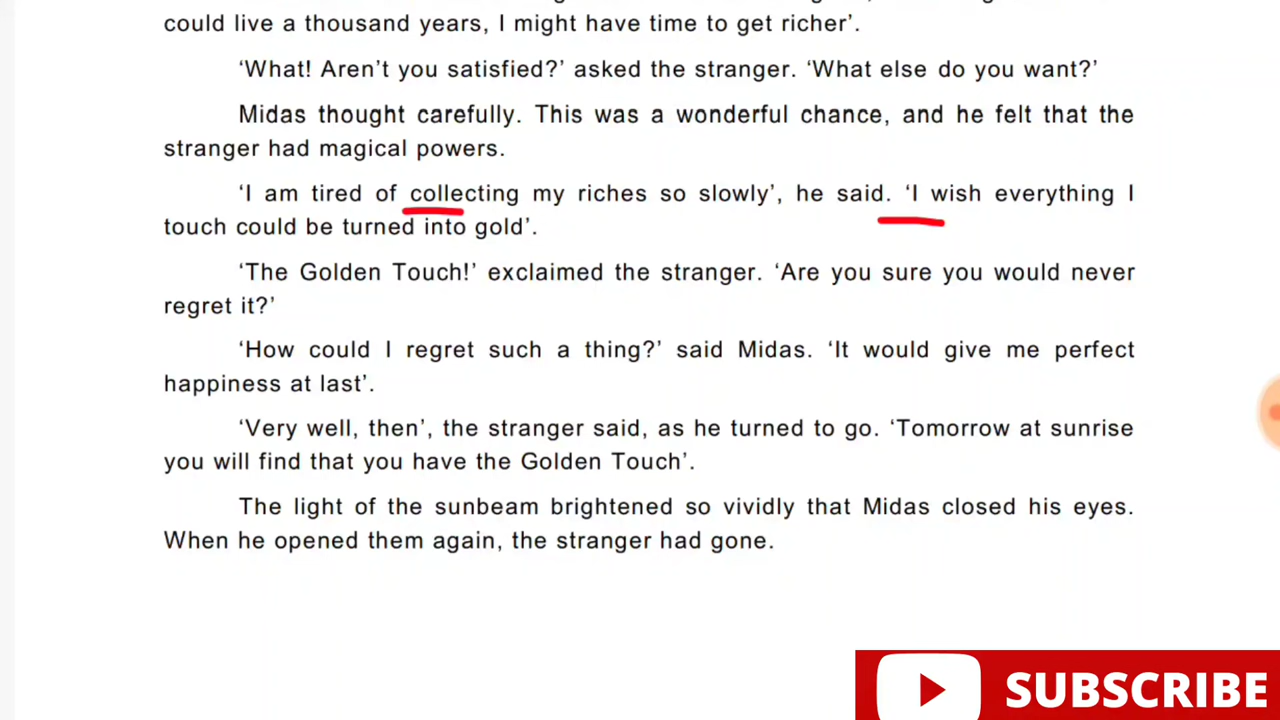 could live a thousand years, I might have time to get richer’.
‘What! Aren’t you satisfied?’ asked the stranger. ‘What else do you want?’
Midas thought carefully. This was a wonderful chance, and he felt that the
stranger had magical powers.
‘I am tired of collecting my riches so slowly’, he said. ‘I wish everything I
touch could be turned into gold’.
‘The Golden Touch!’ exclaimed the stranger. ‘Are you sure you would never
regret it?’
‘How could I regret such a thing?’ said Midas. ‘It would give me perfect
happiness at last’.
‘Very well, then’, the stranger said, as he turned to go. ‘Tomorrow at sunrise
you will find that you have the Golden Touch’.
The light of the sunbeam brightened so vividly that Midas closed his eyes.
When he opened them again, the stranger had gone.
SUBSCRIBE